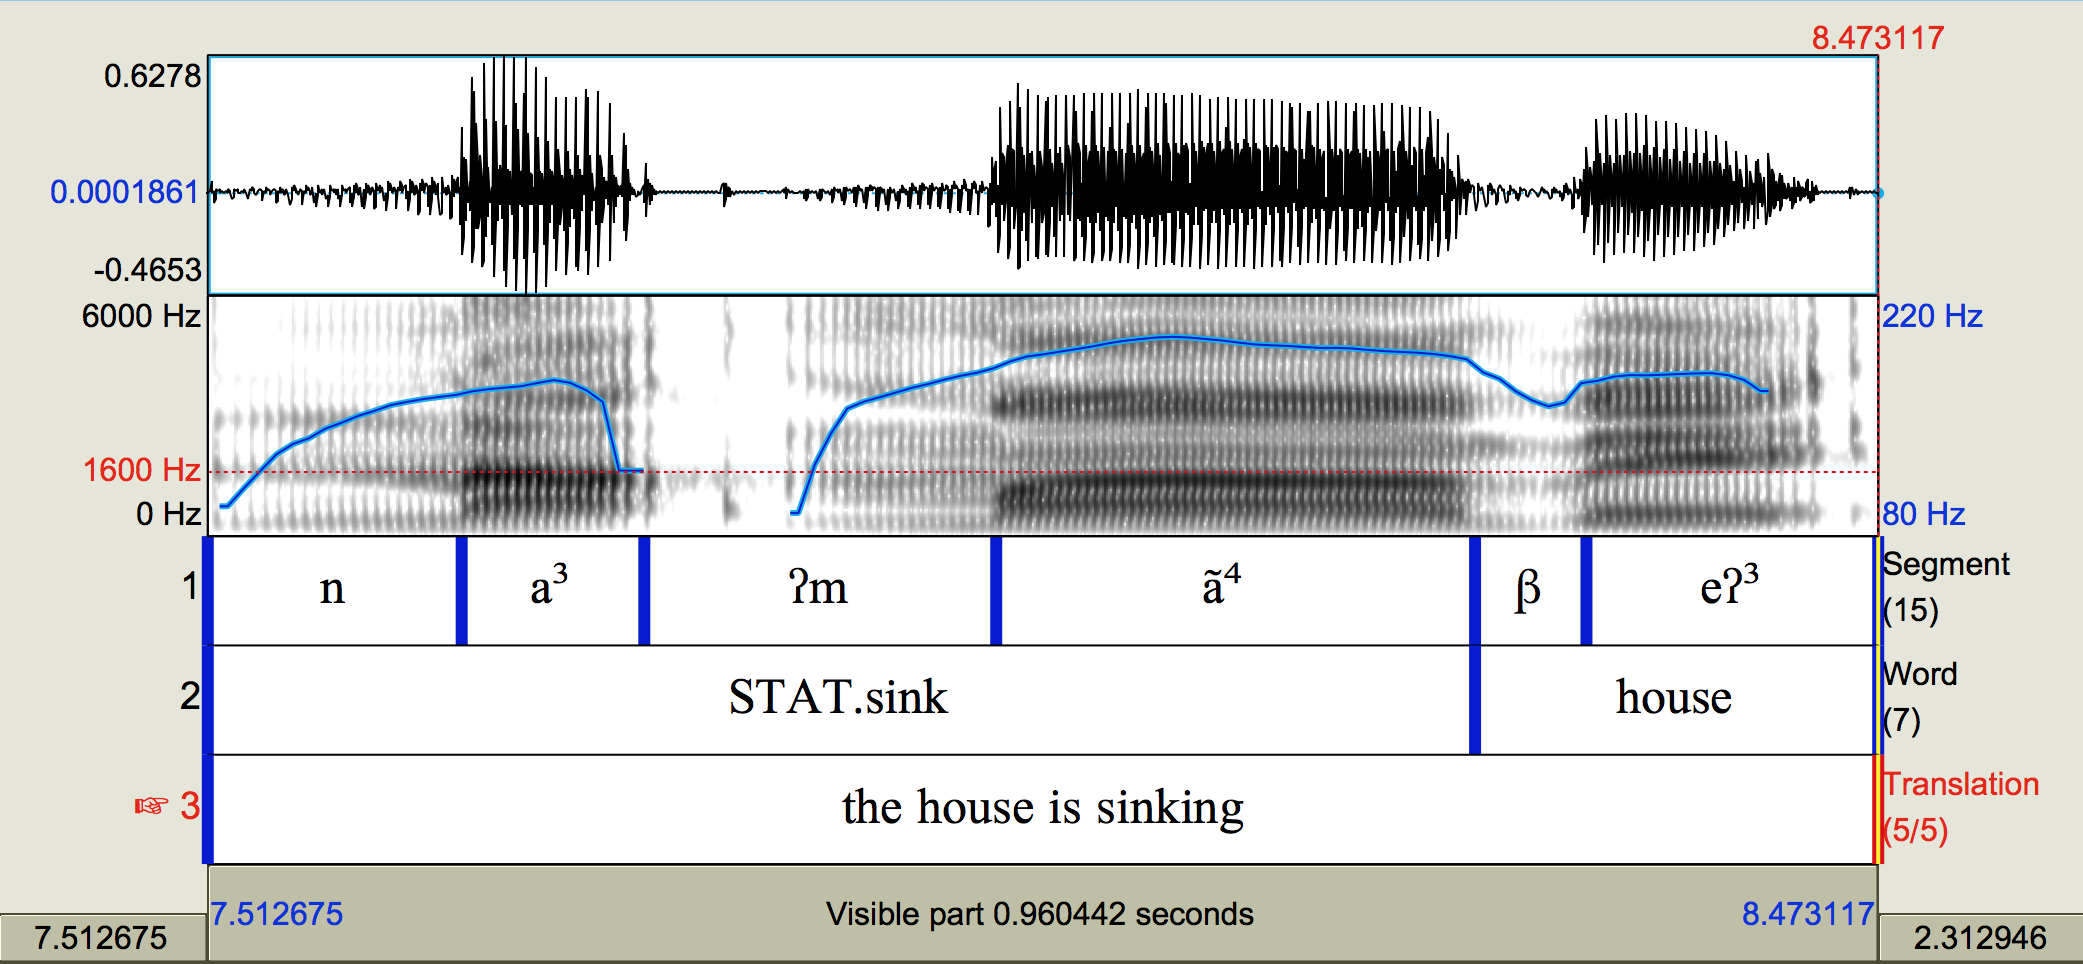 8.473117
0.6278
0.0001861
-0.4653
6000 Hz
220 Hz
1600 Hz
0 Hz
80 Hz
1 n a³ ʔm ã⁴ β eʔ³ Segment (15)
2 STAT.sink house Word (7)
☞ 3 the house is sinking Translation (5/5)
7.512675 Visible part 0.960442 seconds 8.473117
7.512675 2.312946